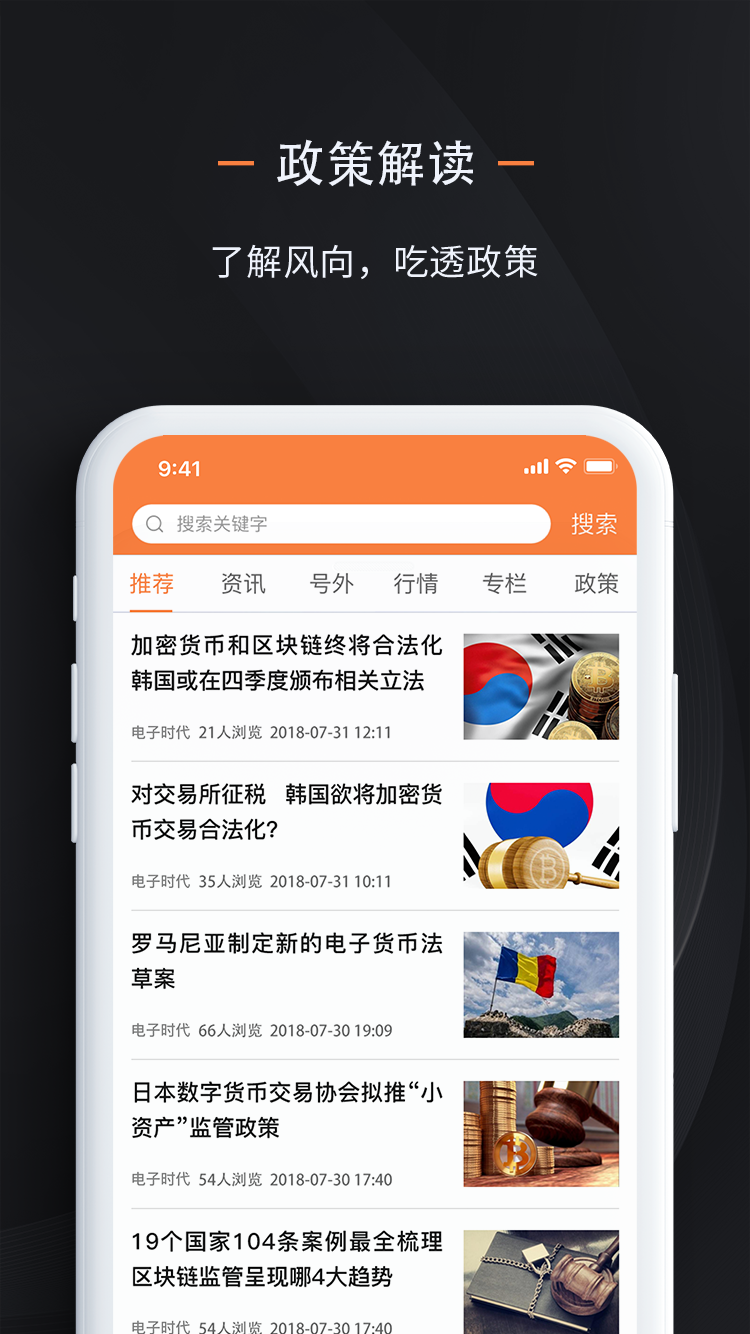 政策解读
了解风向，吃透政策
9:41
搜索关键字
搜索
推荐 资讯 号外 行情 专栏 政策
加密货币和区块链终将合法化
韩国或在四季度颁布相关立法
电子时代 21人浏览 2018-07-31 12:11
对交易所征税 韩国欲将加密货
币交易合法化？
电子时代 35人浏览 2018-07-31 10:11
罗马尼亚制定新的电子货币法
草案
电子时代 66人浏览 2018-07-30 19:09
日本数字货币交易协会拟推“小
资产”监管政策
电子时代 54人浏览 2018-07-30 17:40
19个国家104条案例最全梳理
区块链监管呈现哪4大趋势
电子时代 54人浏览 2018-07-30 17:40